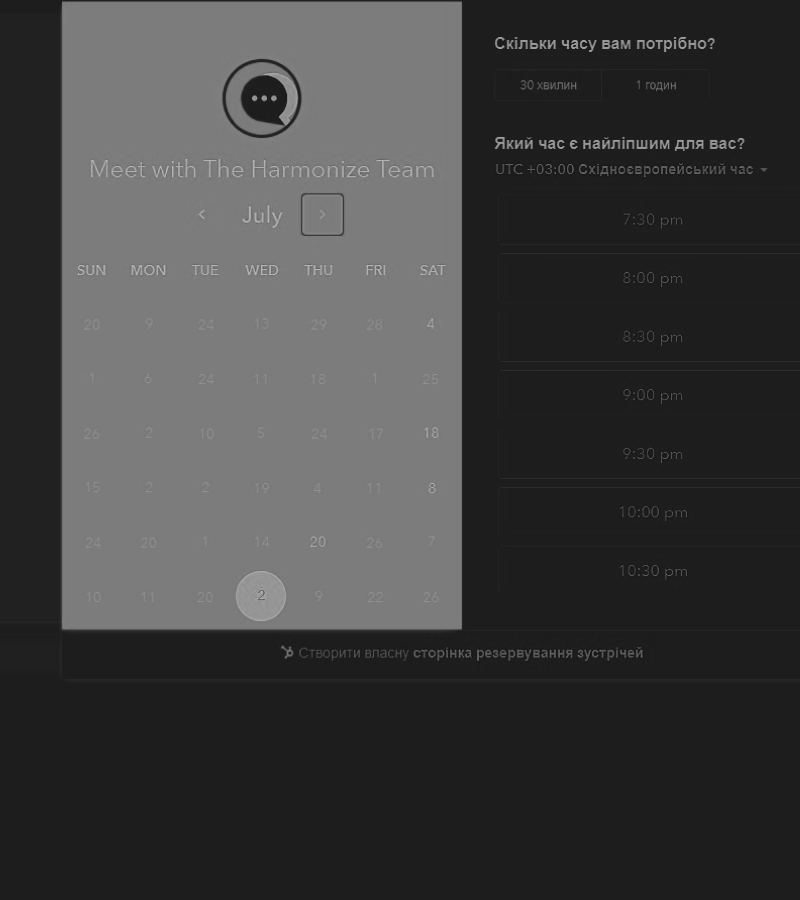 Meet with The Harmonize Team
July
SUN MON TUE WED THU FRI SAT
20 9 24 13 29 28 4
1 6 24 11 18 1 25
26 2 10 5 24 17 18
15 2 2 19 4 11 8
24 20 1 14 20 26 7
10 11 20 2 9 22 26
Скільки часу вам потрібно?
30 хвилин 1 годин
Який час є найліпшим для вас?
UTC +03:00 Східноєвропейський час
7:30 pm
8:00 pm
8:30 pm
9:00 pm
9:30 pm
10:00 pm
10:30 pm
Створити власну сторінка резервування зустрічей